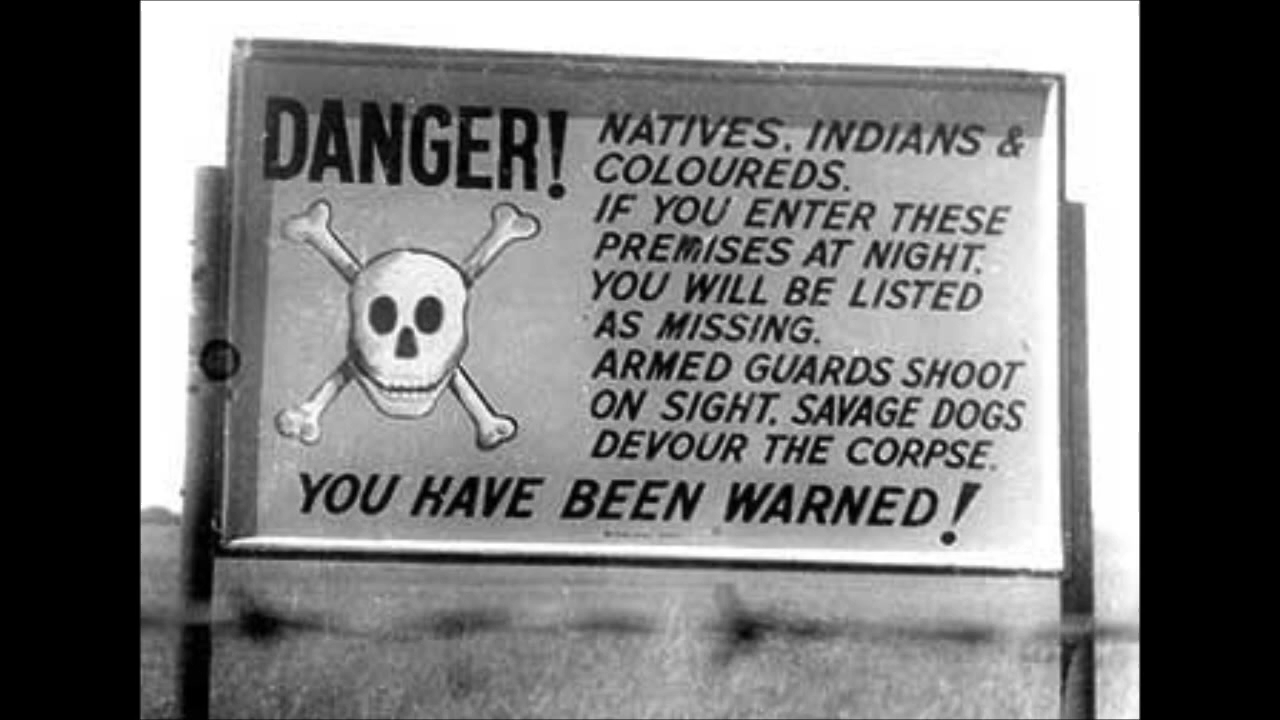 DANGER!
NATIVES, INDIANS &
COLOUREDS.
IF YOU ENTER THESE
PREMISES AT NIGHT.
YOU WILL BE LISTED
AS MISSING.
ARMED GUARDS SHOOT
ON SIGHT. SAVAGE DOGS
DEVOUR THE CORPSE.
YOU HAVE BEEN WARNED!